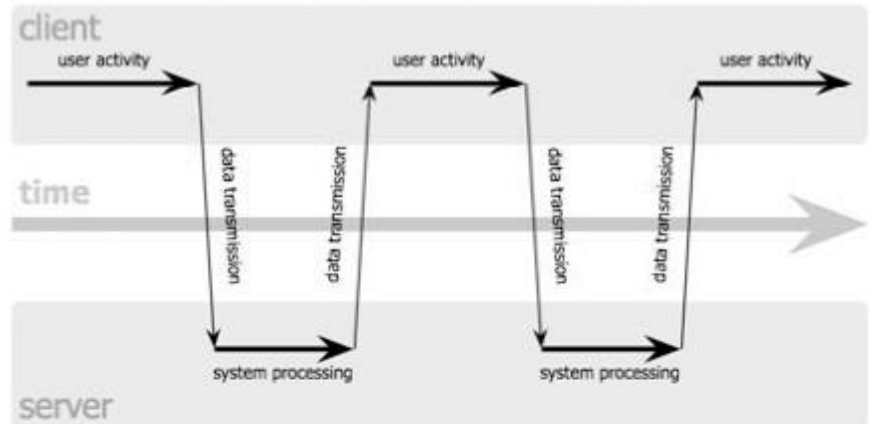 client
user activity
user activity
user activity
data transmission
data transmission
data transmission
data transmission
time
system processing
system processing
server